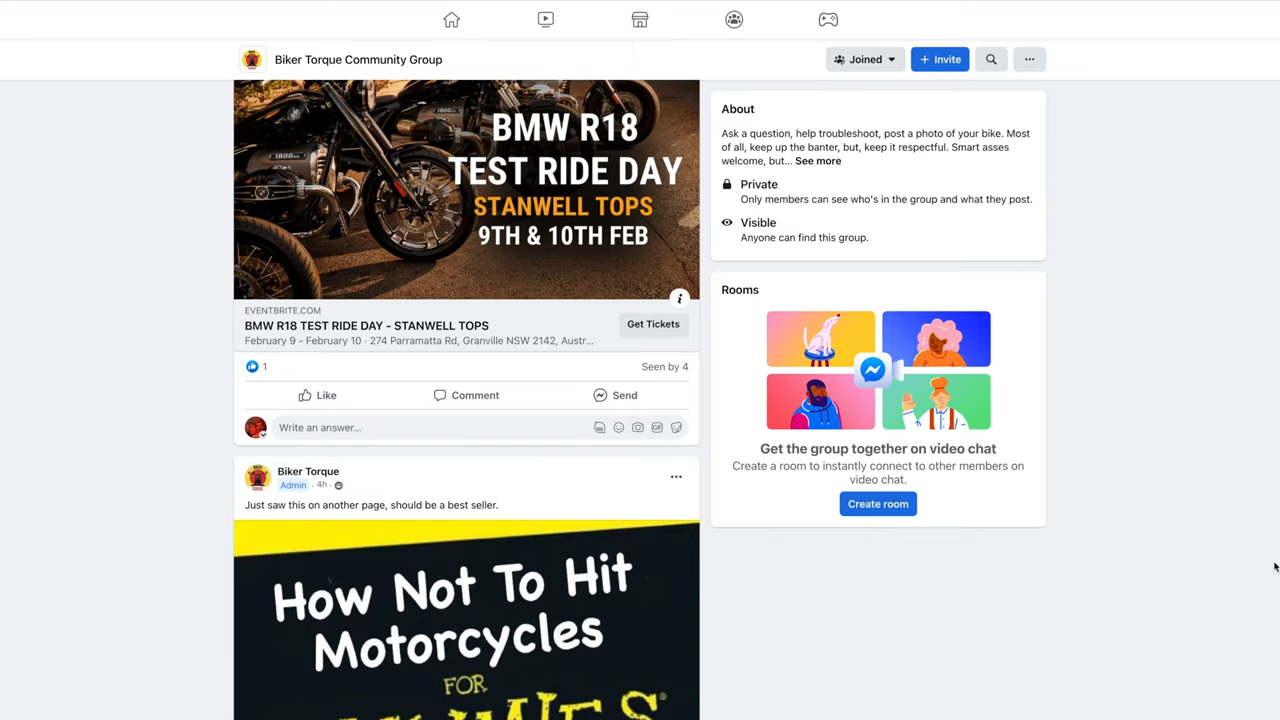 Biker Torque Community Group
Joined
+ Invite
1800cc
1800cc
BMW R18
TEST RIDE DAY
STANWELL TOPS
9TH & 10TH FEB
EVENTBRITE.COM
BMW R18 TEST RIDE DAY - STANWELL TOPS
February 9 - February 10 · 274 Parramatta Rd, Granville NSW 2142, Austr...
Get Tickets
1
Seen by 4
Like
Comment
Send
Write an answer...
GIF
Biker Torque
Admin · 4h ·
Just saw this on another page, should be a best seller.
How Not To Hit
Motorcycles
FOR
About
Ask a question, help troubleshoot, post a photo of your bike. Most
of all, keep up the banter, but, keep it respectful. Smart asses
welcome, but... See more
Private
Only members can see who's in the group and what they post.
Visible
Anyone can find this group.
Rooms
Get the group together on video chat
Create a room to instantly connect to other members on
video chat.
Create room